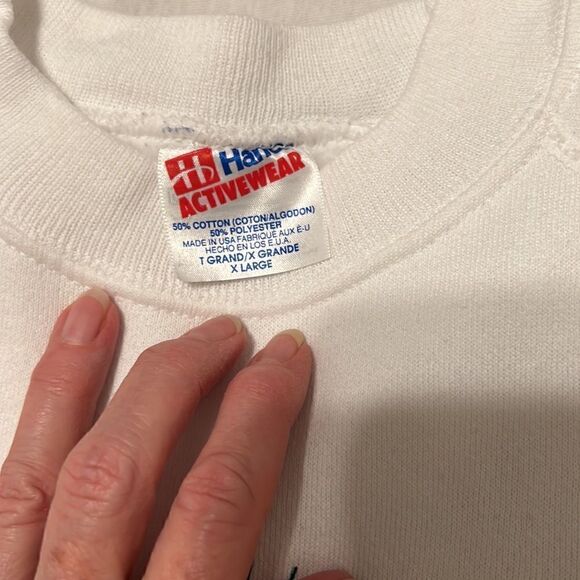 Hanes
ACTIVEWEAR
50% COTTON (COTON/ALGODON)
50% POLYESTER
MADE IN USA FABRIQUE AUX É-U
HECHO EN LOS E.U.A.
T GRAND/X GRANDE
X LARGE